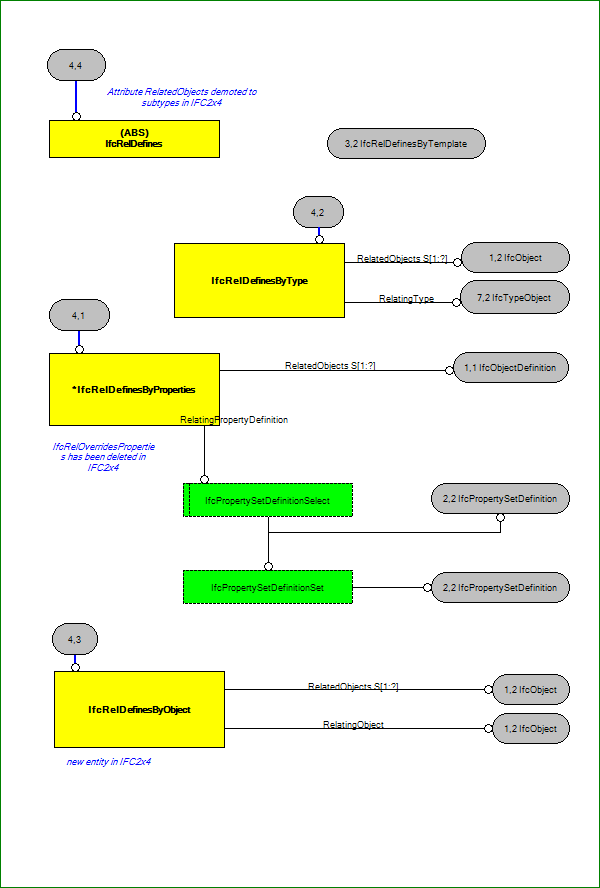 4,4
Attribute RelatedObjects demoted to
subtypes in IFC2x4
(ABS)
IfcRelDefines
3,2 IfcRelDefinesByTemplate
4,2
IfcRelDefinesByType
RelatedObjects S[1:?]
1,2 IfcObject
RelatingType
7,2 IfcTypeObject
4,1
*IfcRelDefinesByProperties
RelatedObjects S[1:?]
1,1 IfcObjectDefinition
RelatingPropertyDefinition
IfcRelOverridesPropertie
s has been deleted in
IFC2x4
IfcPropertySetDefinitionSelect
2,2 IfcPropertySetDefinition
IfcPropertySetDefinitionSet
2,2 IfcPropertySetDefinition
4,3
IfcRelDefinesByObject
RelatedObjects S[1:?]
1,2 IfcObject
RelatingObject
1,2 IfcObject
new entity in IFC2x4